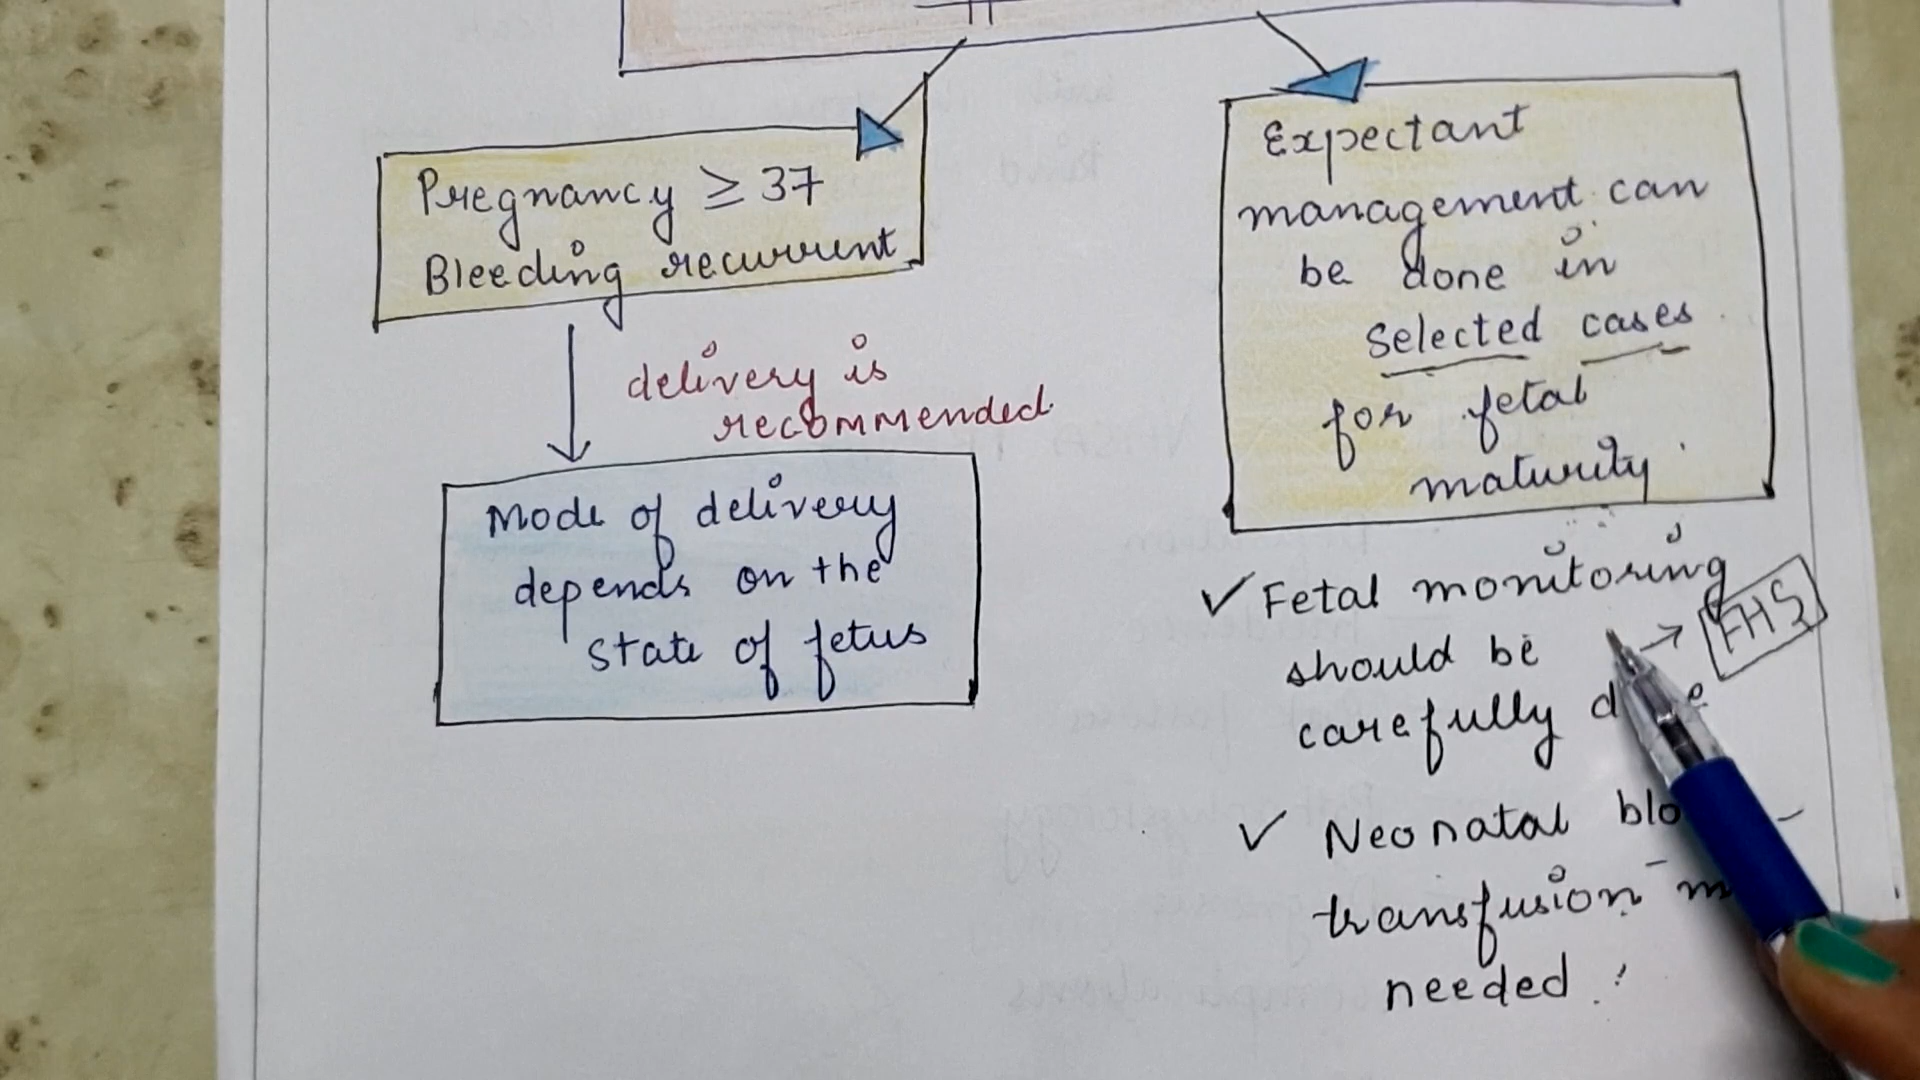 Pregnancy ≥ 37
Bleeding recurrent
delivery is
recommended.
Mode of delivery
depends on the
state of fetus
Expectant
management can
be done in
selected cases
for fetal
maturity.
✓ Fetal monitoring
should be → FHS
carefully
✓ Neonatal
transfusion
needed.